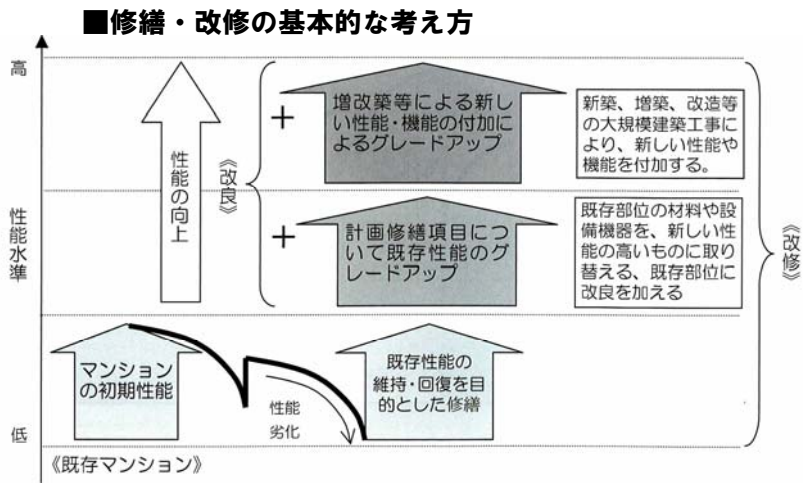 ■修繕・改修の基本的な考え方
高
性能水準
低
性能の向上
《改良》
+
増改築等による新し
い性能・機能の付加に
よるグレードアップ
新築、増築、改造等
の大規模建築工事に
より、新しい性能や
機能を付加する。
+
計画修繕項目につ
いて既存性能のグ
レードアップ
既存部位の材料や設
備機器を、新しい性
能の高いものに取り
替える、既存部位に
改良を加える
《改修》
マンション
の初期性能
性能
劣化
既存性能の
維持・回復を目
的とした修繕
《既存マンション》